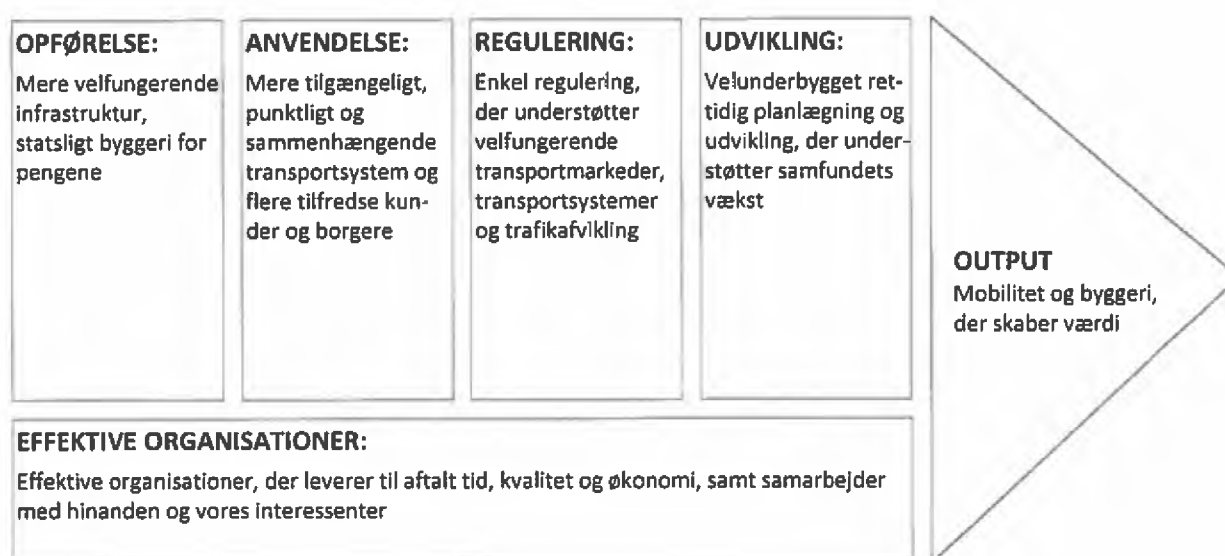 OPFØRELSE:
Mere velfungerende
infrastruktur,
statsligt byggeri for
pengene
ANVENDELSE:
Mere tilgængeligt,
punktligt og
sammenhængende
transportsystem og
flere tilfredse kun-
der og borgere
REGULERING:
Enkel regulering,
der understøtter
velfungerende
transportmarkeder,
transportsystemer
og trafikafvikling
UDVIKLING:
Velunderbygget ret-
tidig planlægning og
udvikling, der under-
støtter samfundets
vækst
OUTPUT
Mobilitet og byggeri,
der skaber værdi
EFFEKTIVE ORGANISATIONER:
Effektive organisationer, der leverer til aftalt tid, kvalitet og økonomi, samt samarbejder
med hinanden og vores interessenter